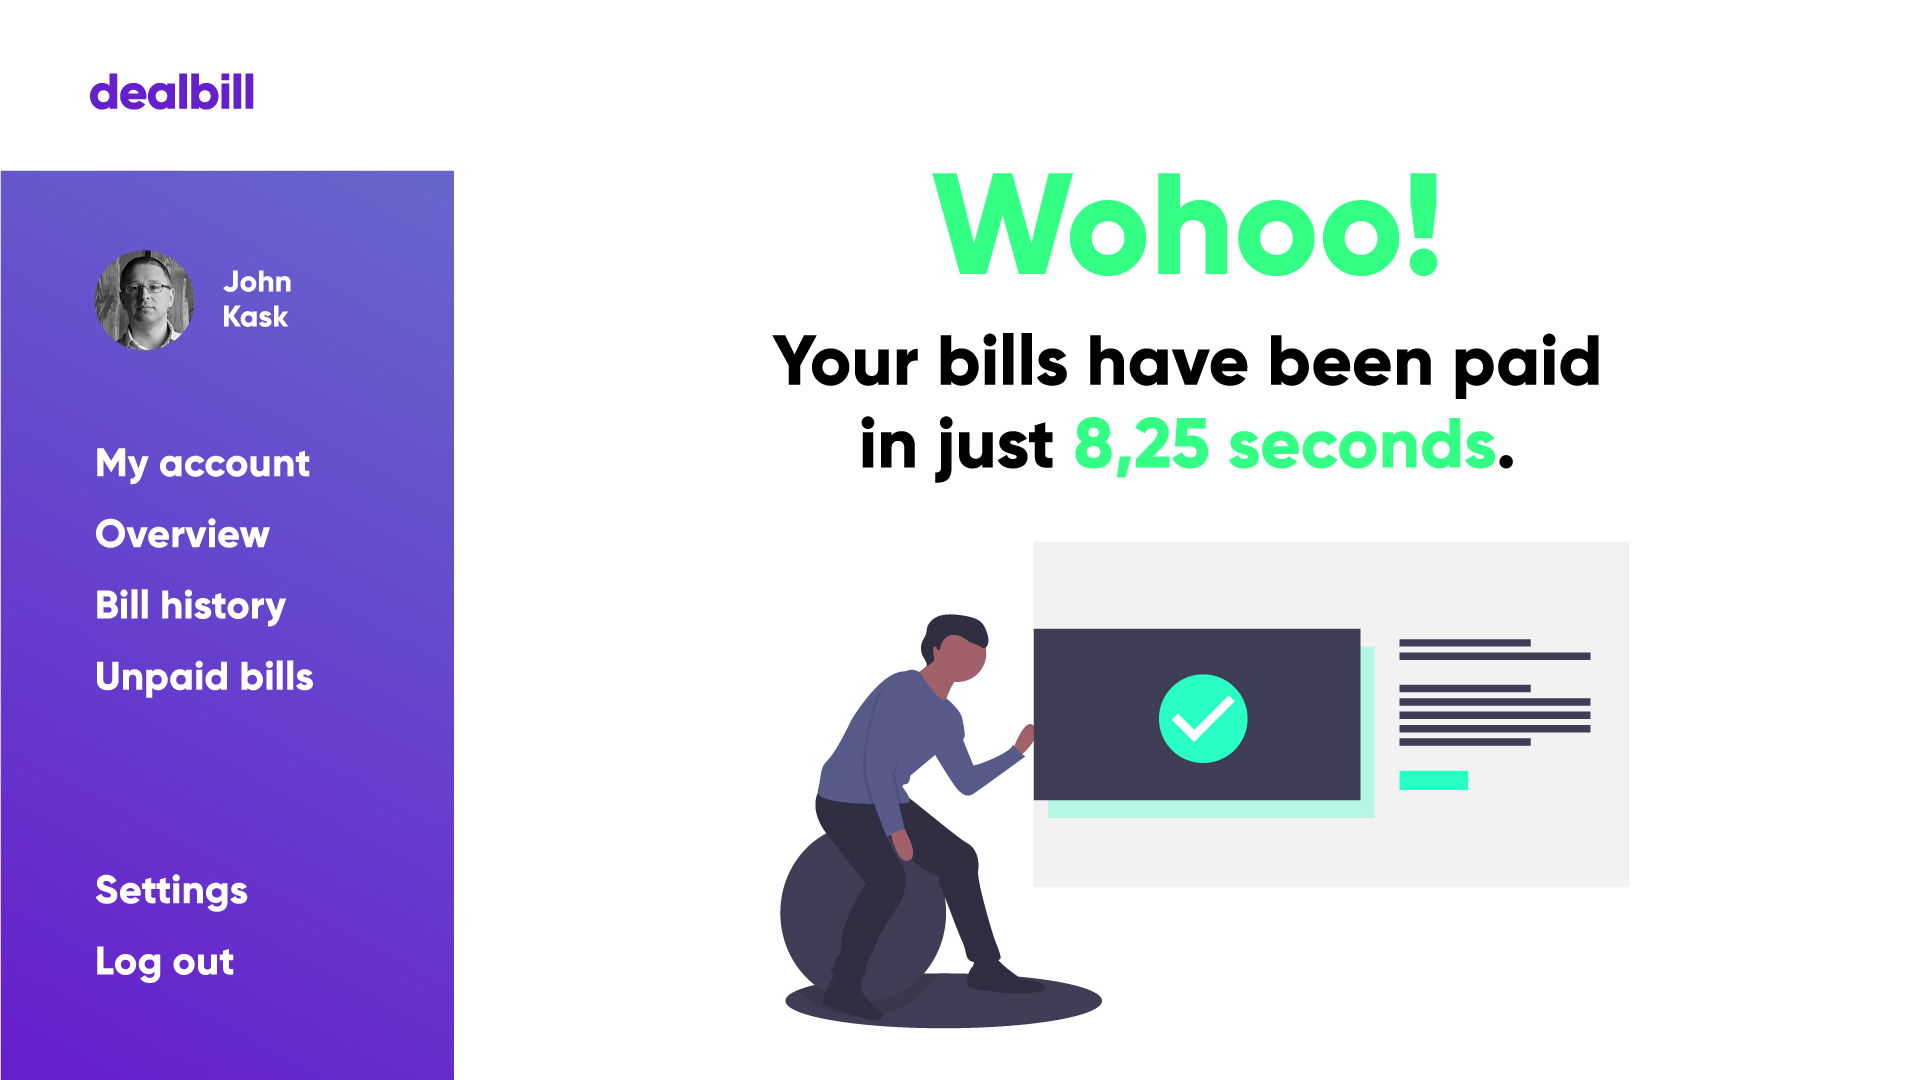 dealbill
John
Kask
My account
Overview
Bill history
Unpaid bills
Settings
Log out
Wohoo!
Your bills have been paid
in just 8,25 seconds.